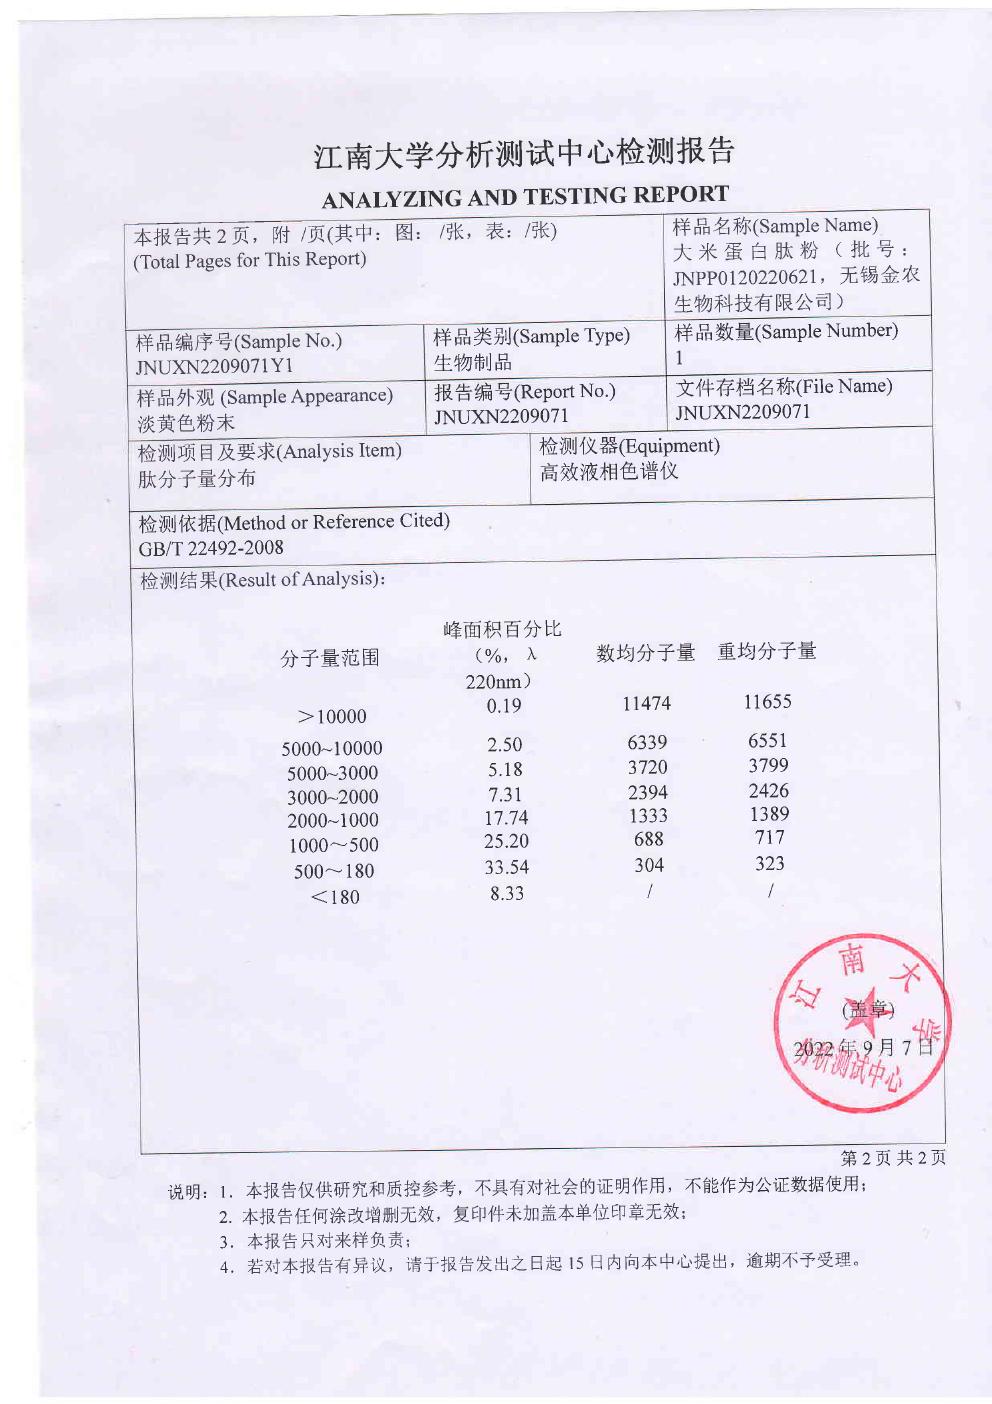 江南大学分析测试中心检测报告
ANALYZING AND TESTING REPORT
本报告共 2 页，附 /页(其中：图： /张，表：/张)
(Total Pages for This Report)
样品名称(Sample Name)
大米蛋白肽粉（批号：
JNPP0120220621，无锡金农
生物科技有限公司）
样品编序号(Sample No.)
JNUXN2209071Y1
样品类别(Sample Type)
生物制品
样品数量(Sample Number)
1
样品外观 (Sample Appearance)
淡黄色粉末
报告编号(Report No.)
JNUXN2209071
文件存档名称(File Name)
JNUXN2209071
检测项目及要求(Analysis Item)
肽分子量分布
检测仪器(Equipment)
高效液相色谱仪
检测依据(Method or Reference Cited)
GB/T 22492-2008
检测结果(Result of Analysis)：
分子量范围 峰面积百分比（%，λ 220nm） 数均分子量 重均分子量
＞10000 0.19 11474 11655
5000~10000 2.50 6339 6551
5000~3000 5.18 3720 3799
3000~2000 7.31 2394 2426
2000~1000 17.74 1333 1389
1000～500 25.20 688 717
500～180 33.54 304 323
＜180 8.33 / /
江南大学
(盖章)
2022 年 9 月 7 日
分析测试中心
第 2 页 共 2 页
说明：1．本报告仅供研究和质控参考，不具有对社会的证明作用，不能作为公证数据使用；
2. 本报告任何涂改增删无效，复印件未加盖本单位印章无效；
3．本报告只对来样负责；
4．若对本报告有异议，请于报告发出之日起 15 日内向本中心提出，逾期不予受理。